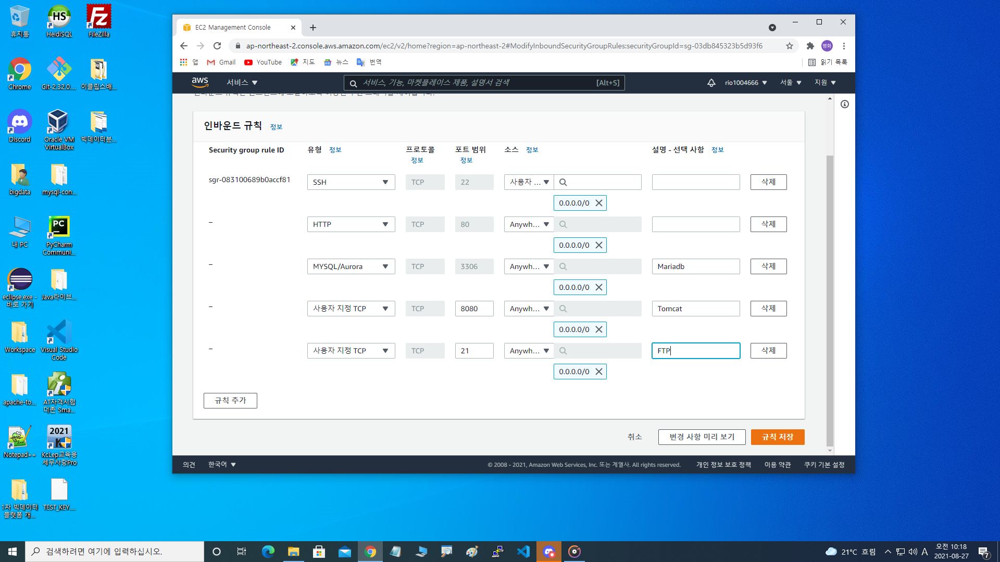 휴지통
HeidiSQL
FileZilla
Chrome
Git-2.32.0....
이클립스배...
Discord
Oracle VM
VirtualBox
빅데이터분...
bigdata
mysql-con...
내 PC
PyCharm
Communi...
eclipse.exe -
바로 가기
Java라이브...
Workspace
Visual Studio
Code
apache-to...
AT자격시험
더존 Sma...
Notepad++
KcLep교육용
세무사랑Pro
1차 빅데이터
플랫폼 개...
TEST_KEY....
EC2 Management Console
ap-northeast-2.console.aws.amazon.com/ec2/v2/home?region=ap-northeast-2#ModifyInboundSecurityGroupRules:securityGroupId=sg-03db845323b5d93f6
병화
앱 Gmail YouTube 지도 뉴스 번역 읽기 목록
aws 서비스 서비스, 기능, 마켓플레이스 제품, 설명서 검색 [Alt+S] rio1004666 서울 지원
인바운드 규칙 정보
Security group rule ID 유형 정보 프로토콜 정보 포트 범위 정보 소스 정보 설명 - 선택 사항 정보
sgr-083100689b0accf81 SSH TCP 22 사용자 ... 삭제
0.0.0.0/0
– HTTP TCP 80 Anywh... 삭제
0.0.0.0/0
– MYSQL/Aurora TCP 3306 Anywh... Mariadb 삭제
0.0.0.0/0
– 사용자 지정 TCP TCP 8080 Anywh... Tomcat 삭제
0.0.0.0/0
– 사용자 지정 TCP TCP 21 Anywh... FTP 삭제
0.0.0.0/0
규칙 추가
취소 변경 사항 미리 보기 규칙 저장
의견 한국어 © 2008 - 2021, Amazon Web Services, Inc. 또는 계열사. All rights reserved. 개인 정보 보호 정책 이용 약관 쿠키 기본 설정
검색하려면 여기에 입력하십시오.
21°C 흐림
A
오전 10:18
2021-08-27
7